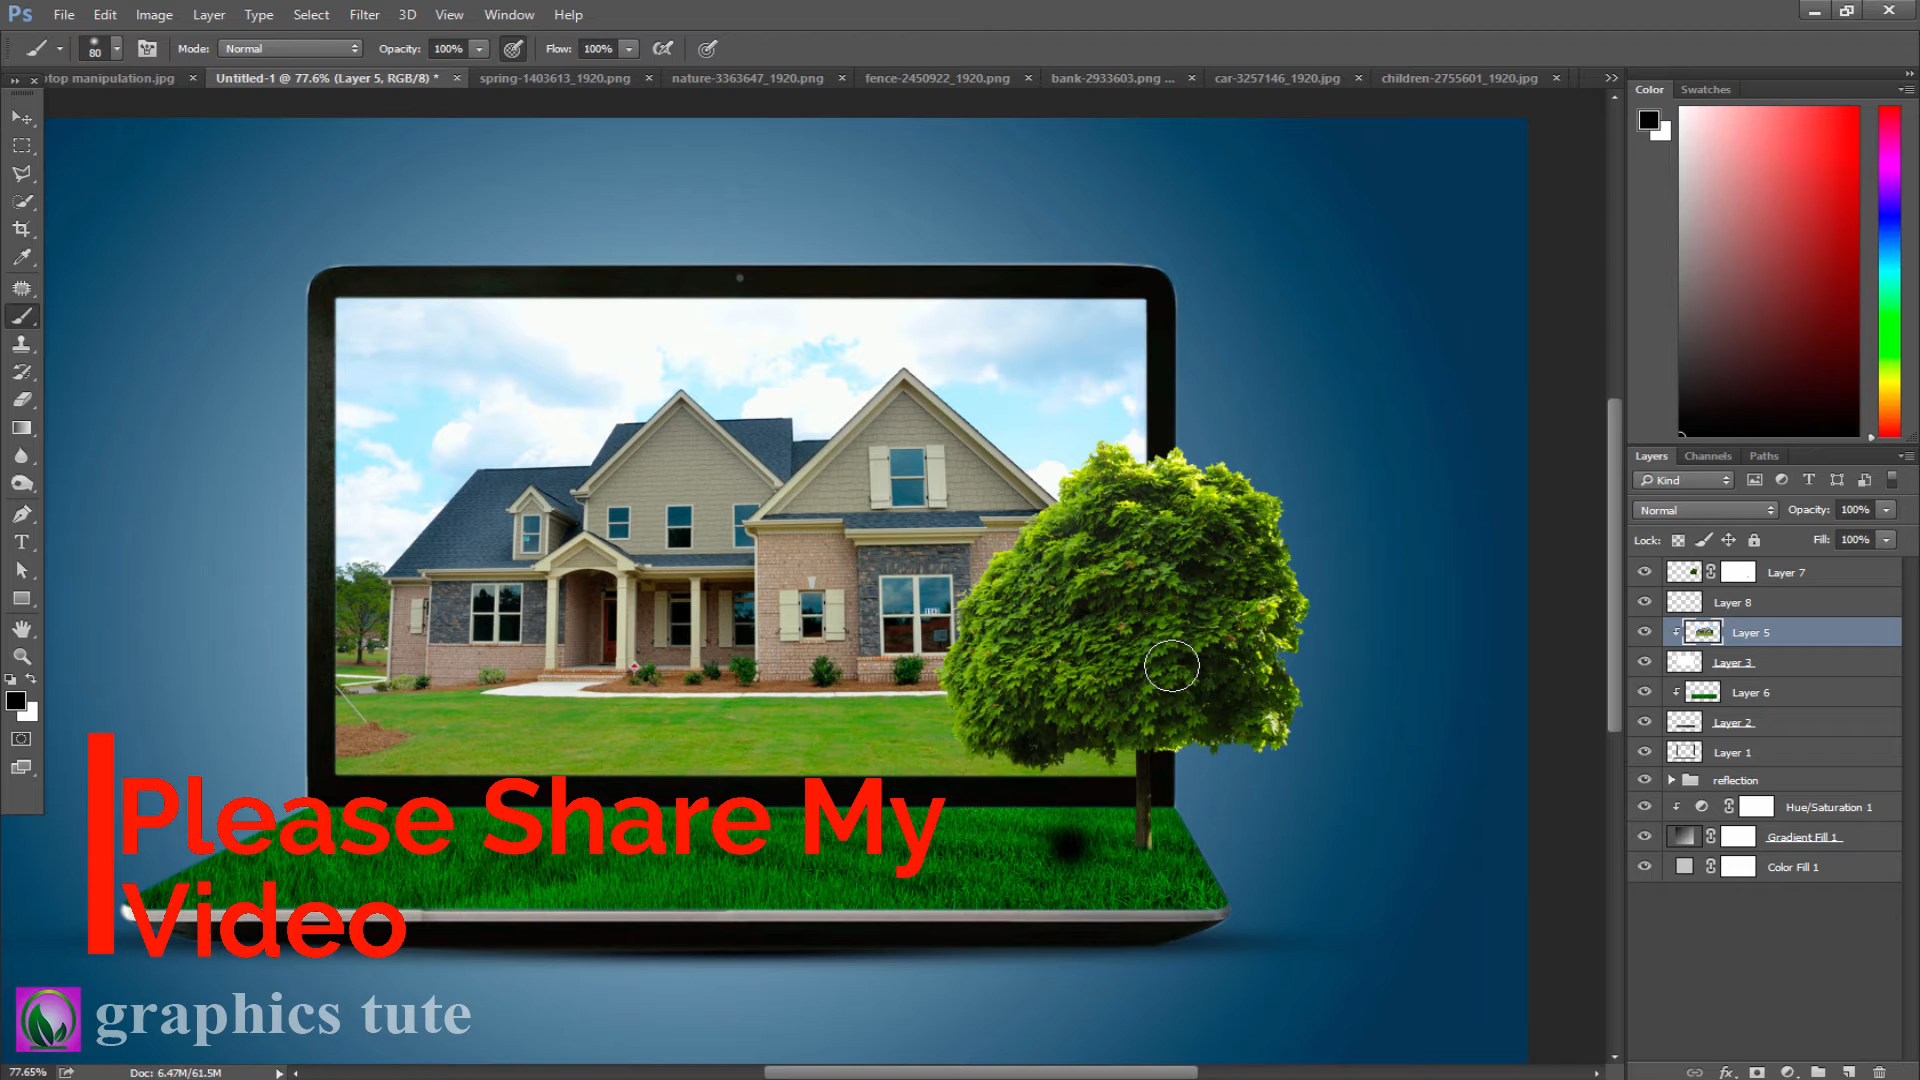 Ps File Edit Image Layer Type Select Filter 3D View Window Help
80 Mode: Normal Opacity: 100% Flow: 100%
top manipulation.jpg Untitled-1 @ 77.6% (Layer 5, RGB/8) * spring-1403613_1920.png nature-3363647_1920.png fence-2450922_1920.png bank-2933603.png ... car-3257146_1920.jpg children-2755601_1920.jpg
Color Swatches
Layers Channels Paths
Kind
Normal Opacity: 100%
Lock: Fill: 100%
Layer 7
Layer 8
Layer 5
Layer 3
Layer 6
Layer 2
Layer 1
reflection
Hue/Saturation 1
Gradient Fill 1
Color Fill 1
Please Share My
Video
graphics tute
77.65% Doc: 6.47M/61.5M